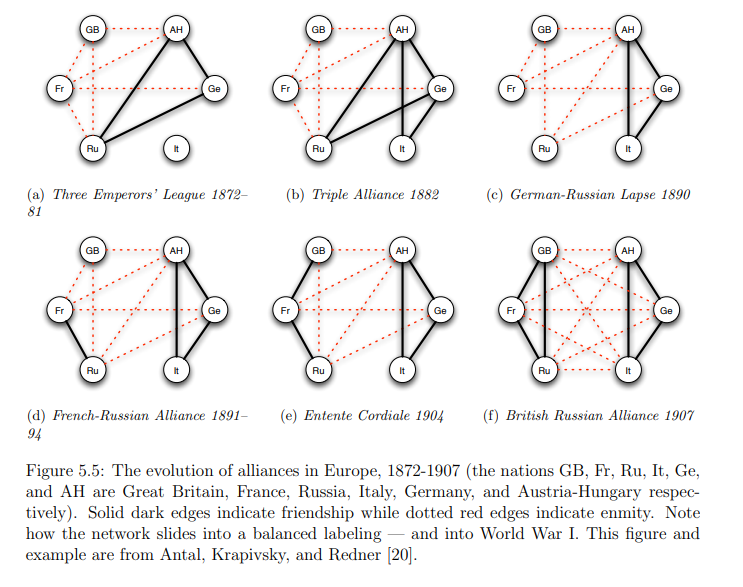 GB AH GB AH GB AH
Fr Ge Fr Ge Fr Ge
Ru It Ru It Ru It
(a) Three Emperors' League 1872–
81
(b) Triple Alliance 1882
(c) German-Russian Lapse 1890
GB AH GB AH GB AH
Fr Ge Fr Ge Fr Ge
Ru It Ru It Ru It
(d) French-Russian Alliance 1891–
94
(e) Entente Cordiale 1904
(f) British Russian Alliance 1907
Figure 5.5: The evolution of alliances in Europe, 1872-1907 (the nations GB, Fr, Ru, It, Ge,
and AH are Great Britain, France, Russia, Italy, Germany, and Austria-Hungary respec-
tively). Solid dark edges indicate friendship while dotted red edges indicate enmity. Note
how the network slides into a balanced labeling — and into World War I. This figure and
example are from Antal, Krapivsky, and Redner [20].